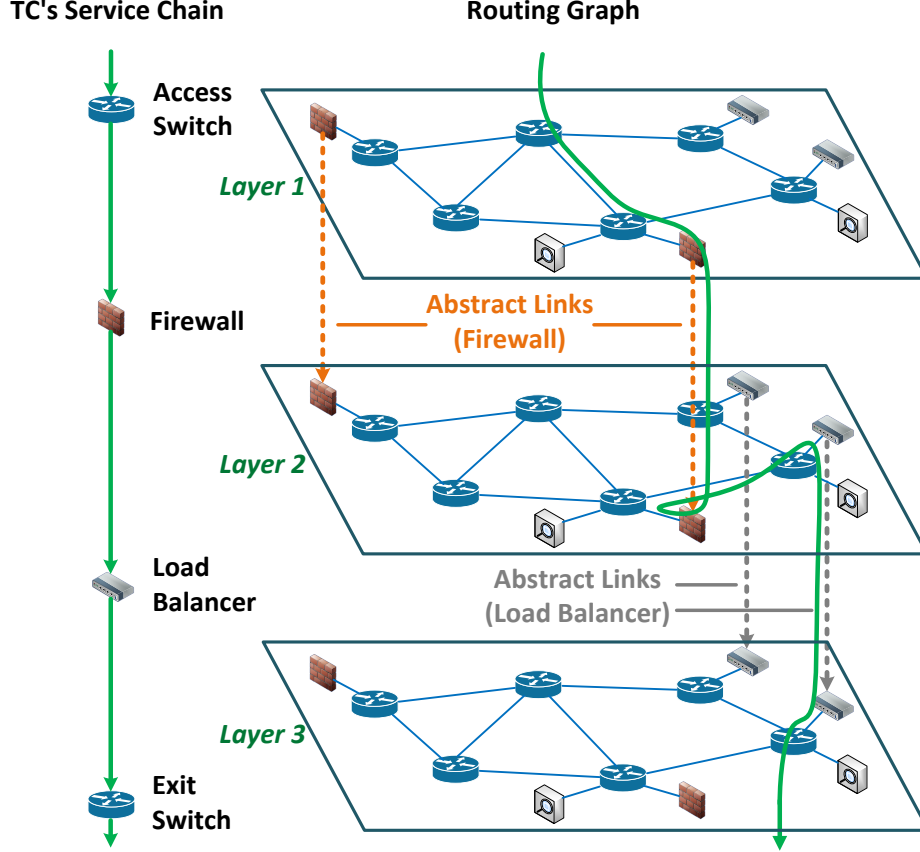 TC's Service Chain
Routing Graph
Access
Switch
Layer 1
Firewall
Abstract Links
(Firewall)
Layer 2
Load
Balancer
Abstract Links
(Load Balancer)
Layer 3
Exit
Switch